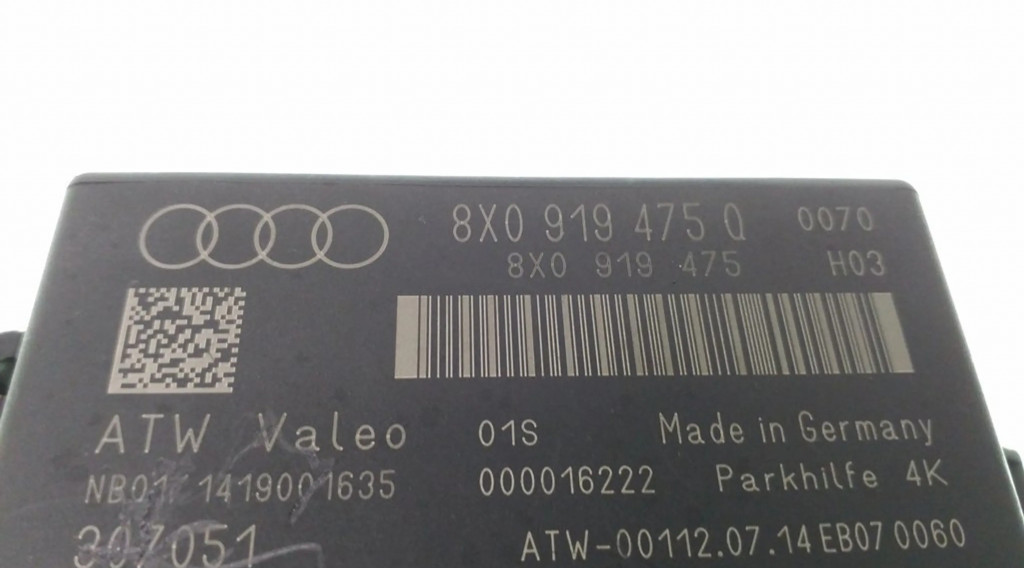 8X0 919 475 Q 0070
8X0 919 475 H03
ATW Valeo 01S Made in Germany
NB01 1419001635 000016222 Parkhilfe 4K
307051 ATW-00112.07.14 EB07 0060